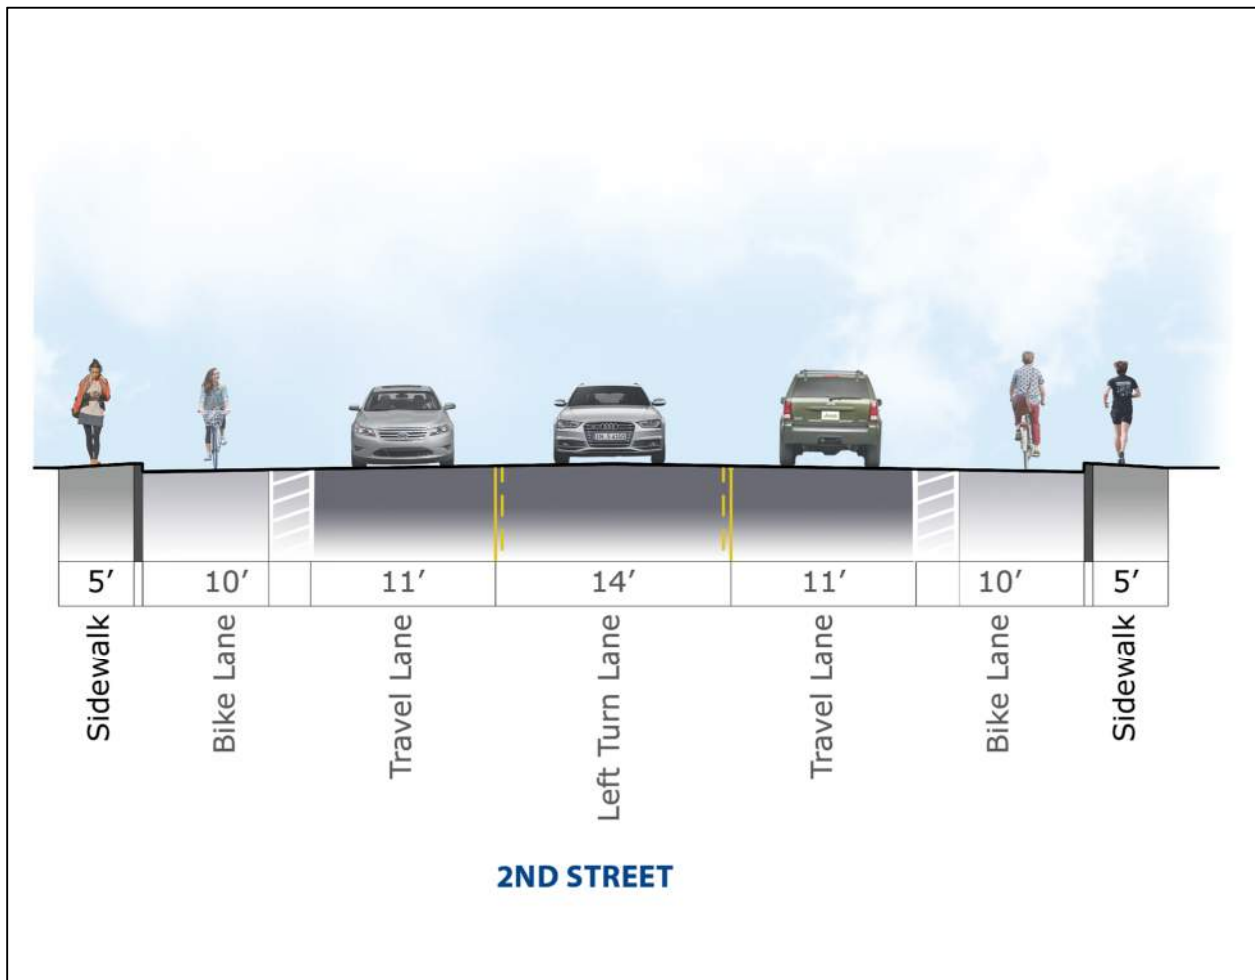 5’ 10’ 11’ 14’ 11’ 10’ 5’
Sidewalk
Bike Lane
Travel Lane
Left Turn Lane
Travel Lane
Bike Lane
Sidewalk
2ND STREET